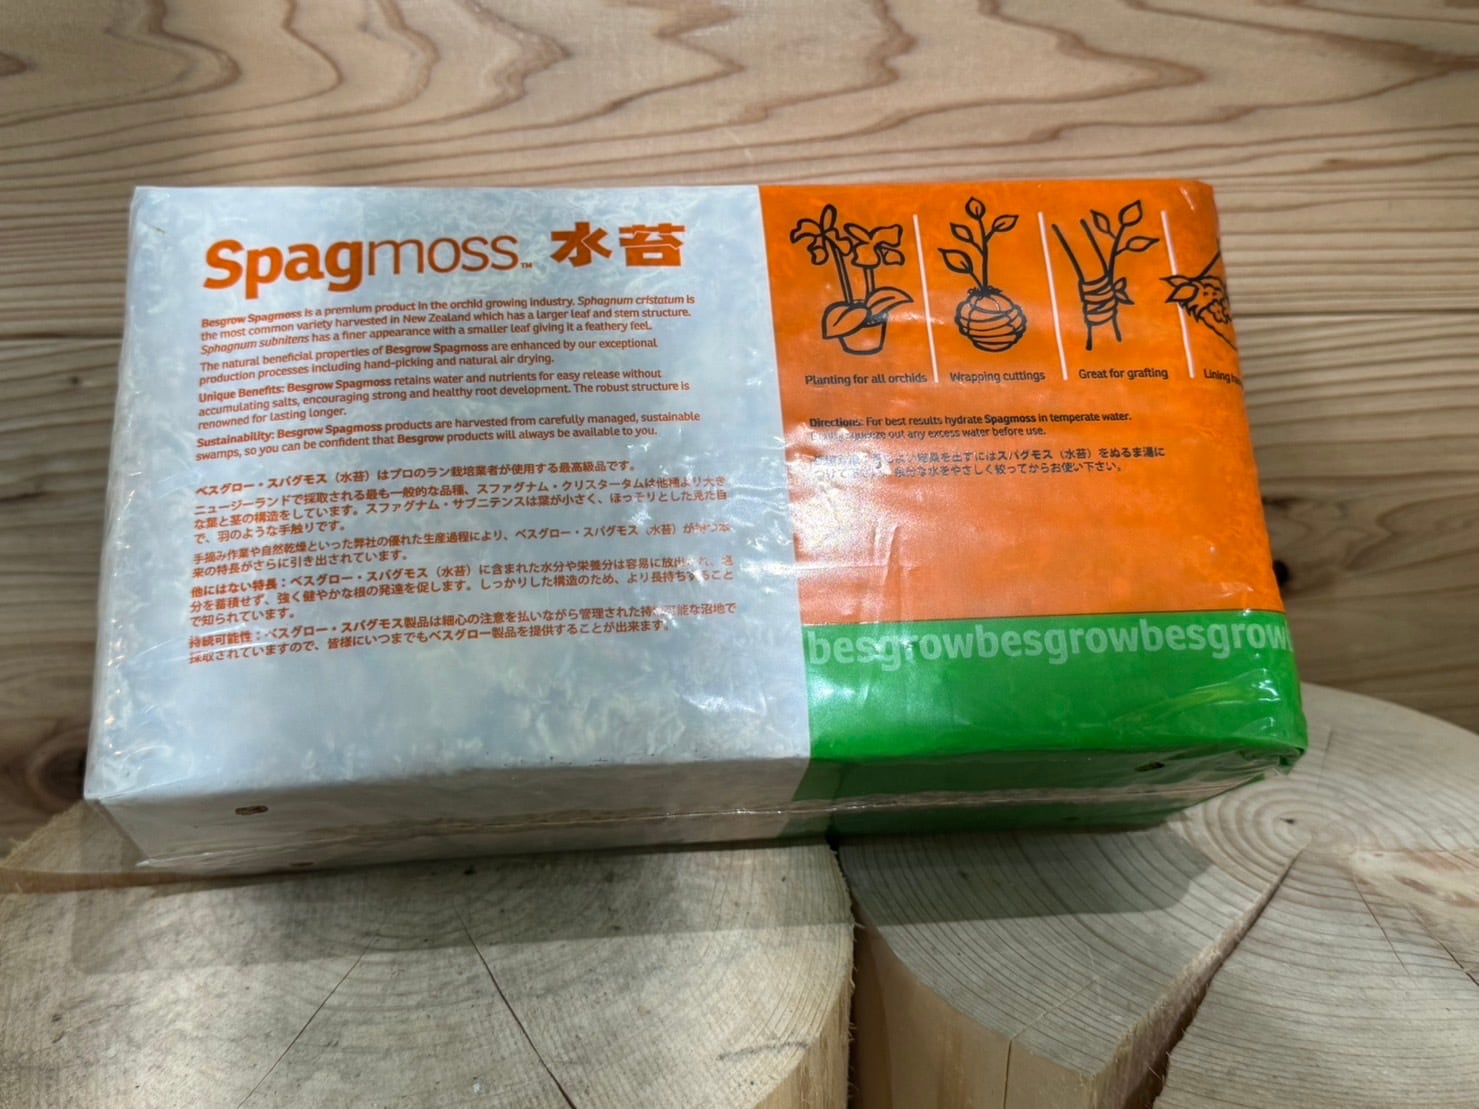 Spagmoss™ 水苔
Besgrow Spagmoss is a premium product in the orchid growing industry. Sphagnum cristatum is
the most common variety harvested in New Zealand which has a larger leaf and stem structure.
Sphagnum subnitens has a finer appearance with a smaller leaf giving it a feathery feel.
The natural beneficial properties of Besgrow Spagmoss are enhanced by our exceptional
production processes including hand-picking and natural air drying.
Unique Benefits: Besgrow Spagmoss retains water and nutrients for easy release without
accumulating salts, encouraging strong and healthy root development. The robust structure is
renowned for lasting longer.
Sustainability: Besgrow Spagmoss products are harvested from carefully managed, sustainable
swamps, so you can be confident that Besgrow products will always be available to you.
ベスグロー・スパグモス（水苔）はプロのラン栽培業者が使用する最高級品です。
ニュージーランドで採取される最も一般的な品種、スファグナム・クリスタータムは他種より大き
な葉と茎の構造をしています。スファグナム・サブニテンスは葉が小さく、ほっそりとした見た目
で、羽のような手触りです。
手摘み作業や自然乾燥といった弊社の優れた生産過程により、ベスグロー・スパグモス（水苔）が
来の特長がさらに引き出されています。
他にはない特長：ベスグロー・スパグモス（水苔）に含まれた水分や栄養分は容易に放出
分を蓄積せず、強く健やかな根の発達を促します。しっかりした構造のため、より長持ちすること
で知られています。
持続可能性：ベスグロー・スパグモス製品は細心の注意を払いながら管理された持続可能な沼地で
採取されていますので、皆様にいつまでもベスグロー製品を提供することが出来ます。
Planting for all orchids
Wrapping cuttings
Great for grafting
Lining
Directions: For best results hydrate Spagmoss in temperate water.
squeeze out any excess water before use.
を出すにはスパグモス（水苔）をぬるま湯に
余分な水をやさしく絞ってからお使い下さい。
besgrowbesgrowbesgrow